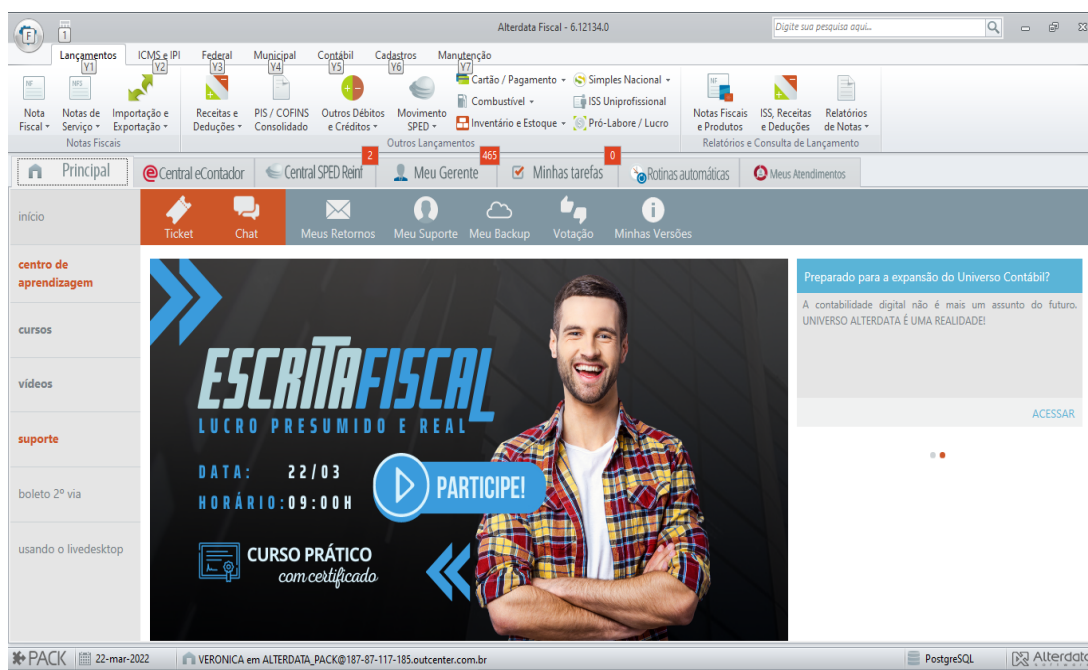 Alterdata Fiscal - 6.12134.0
Digite sua pesquisa aqui...
F
1
Lançamentos ICMS e IPI Federal Municipal Contábil Cadastros Manutenção
Y1 Y2 Y3 Y4 Y5 Y6 Y7
Nota Fiscal
Notas de Serviço
Importação e Exportação
Notas Fiscais
Receitas e Deduções
PIS / COFINS Consolidado
Outros Débitos e Créditos
Movimento SPED
Cartão / Pagamento
Combustível
Inventário e Estoque
Simples Nacional
ISS Uniprofissional
Pró-Labore / Lucro
Outros Lançamentos
Notas Fiscais e Produtos
ISS, Receitas e Deduções
Relatórios de Notas
Relatórios e Consulta de Lançamento
Principal
Central eContador
Central SPED Reinf
2
Meu Gerente
465
Minhas tarefas
0
Rotinas automáticas
Meus Atendimentos
início
Ticket Chat Meus Retornos Meu Suporte Meu Backup Votação Minhas Versões
centro de
aprendizagem
cursos
vídeos
suporte
boleto 2º via
usando o livedesktop
ESCRITA FISCAL
LUCRO PRESUMIDO E REAL
DATA: 22/03
HORÁRIO: 09:00H
PARTICIPE!
CURSO PRÁTICO
com certificado
Preparado para a expansão do Universo Contábil?
A contabilidade digital não é mais um assunto do futuro.
UNIVERSO ALTERDATA É UMA REALIDADE!
ACESSAR
PACK 22-mar-2022 VERONICA em ALTERDATA_PACK@187-87-117-185.outcenter.com.br PostgreSQL Alterdata